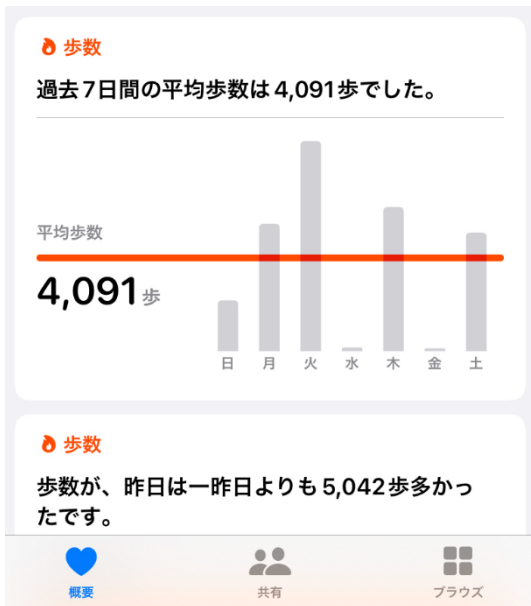 歩数
過去7日間の平均歩数は4,091歩でした。
平均歩数
4,091歩
日 月 火 水 木 金 土
歩数
歩数が、昨日は一昨日よりも5,042歩多かっ
たです。
概要 共有 ブラウズ